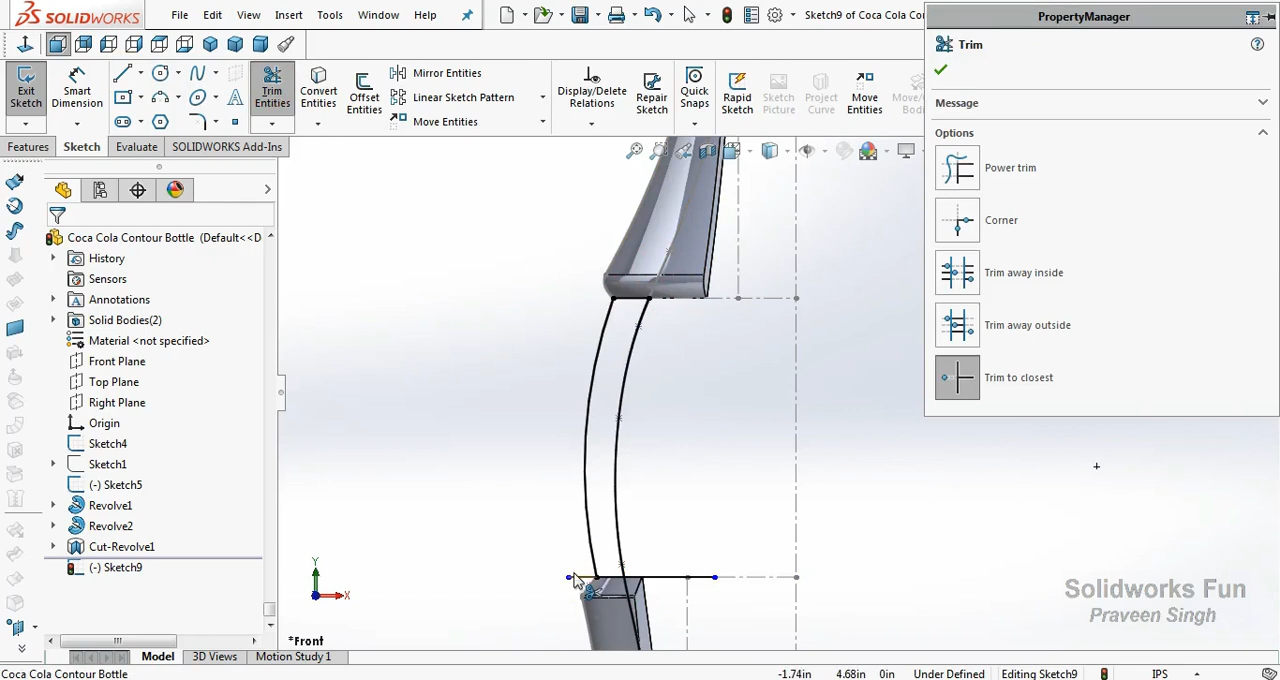 SOLIDWORKS File Edit View Insert Tools Window Help Sketch9 of Coca Cola Co
PropertyManager
Trim
Exit Sketch
Smart Dimension
Trim Entities
Convert Entities
Offset Entities
Mirror Entities
Linear Sketch Pattern
Move Entities
Display/Delete Relations
Repair Sketch
Quick Snaps
Rapid Sketch
Sketch Picture
Project Curve
Move Entities
Message
Options
Features Sketch Evaluate SOLIDWORKS Add-Ins
Power trim
Corner
Trim away inside
Trim away outside
Trim to closest
Coca Cola Contour Bottle (Default<<D
History
Sensors
Annotations
Solid Bodies(2)
Material <not specified>
Front Plane
Top Plane
Right Plane
Origin
Sketch4
Sketch1
(-) Sketch5
Revolve1
Revolve2
Cut-Revolve1
(-) Sketch9
Y
X
*Front
Solidworks Fun
Praveen Singh
Model 3D Views Motion Study 1
Coca Cola Contour Bottle -1.74in 4.68in 0in Under Defined Editing Sketch9 IPS